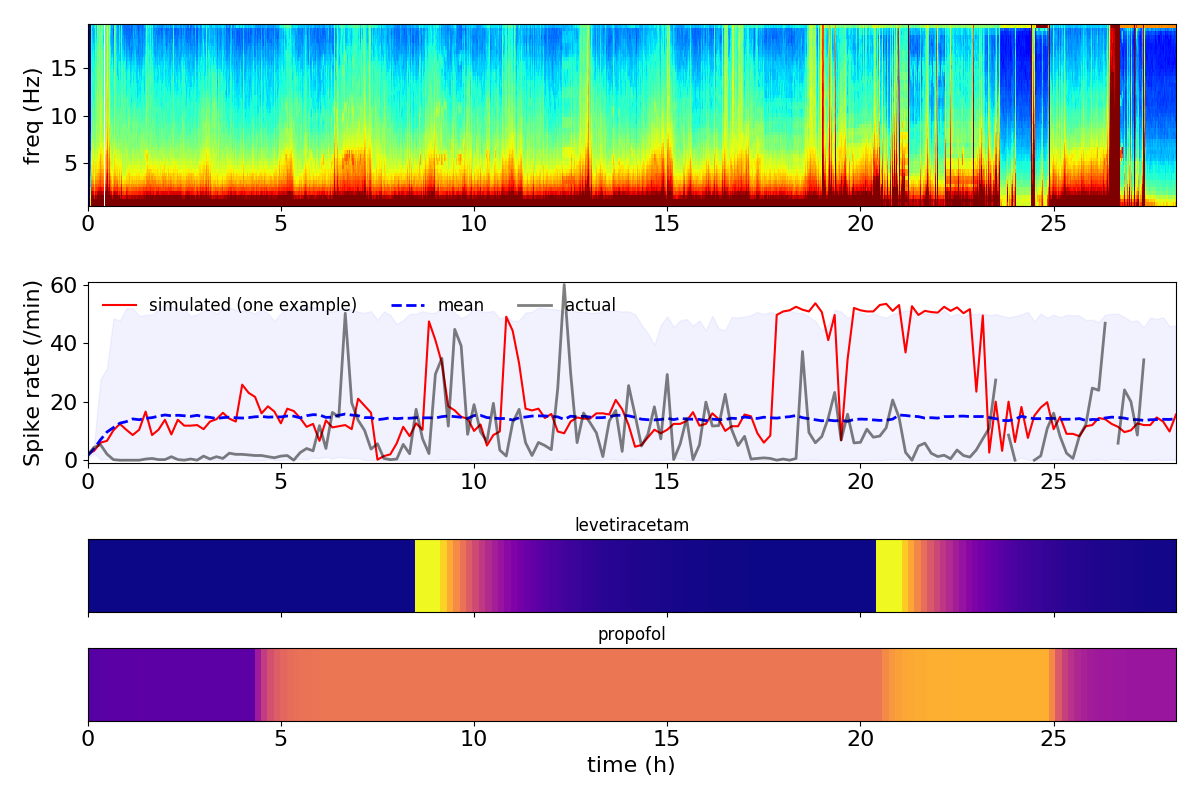 freq (Hz)
15
10
5
0 5 10 15 20 25
Spike rate (/min)
60
40
20
0
simulated (one example) mean actual
0 5 10 15 20 25
levetiracetam
propofol
0 5 10 15 20 25
time (h)